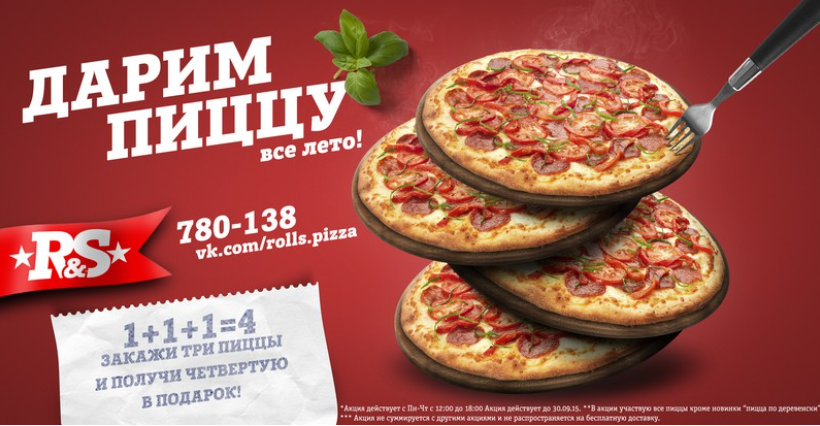 ДАРИМ
ПИЦЦУ
все лето!
780-138
vk.com/rolls.pizza
R&S
1+1+1=4
ЗАКАЖИ ТРИ ПИЦЦЫ
И ПОЛУЧИ ЧЕТВЕРТУЮ
В ПОДАРОК!
*Акция действует с Пн-Чт с 12:00 до 18:00 Акция действует до 30.09.15. **В акции участвую все пиццы кроме новинки "пицца по деревенски"
*** Акция не суммируется с другими акциями и не распространяется на бесплатную доставку.